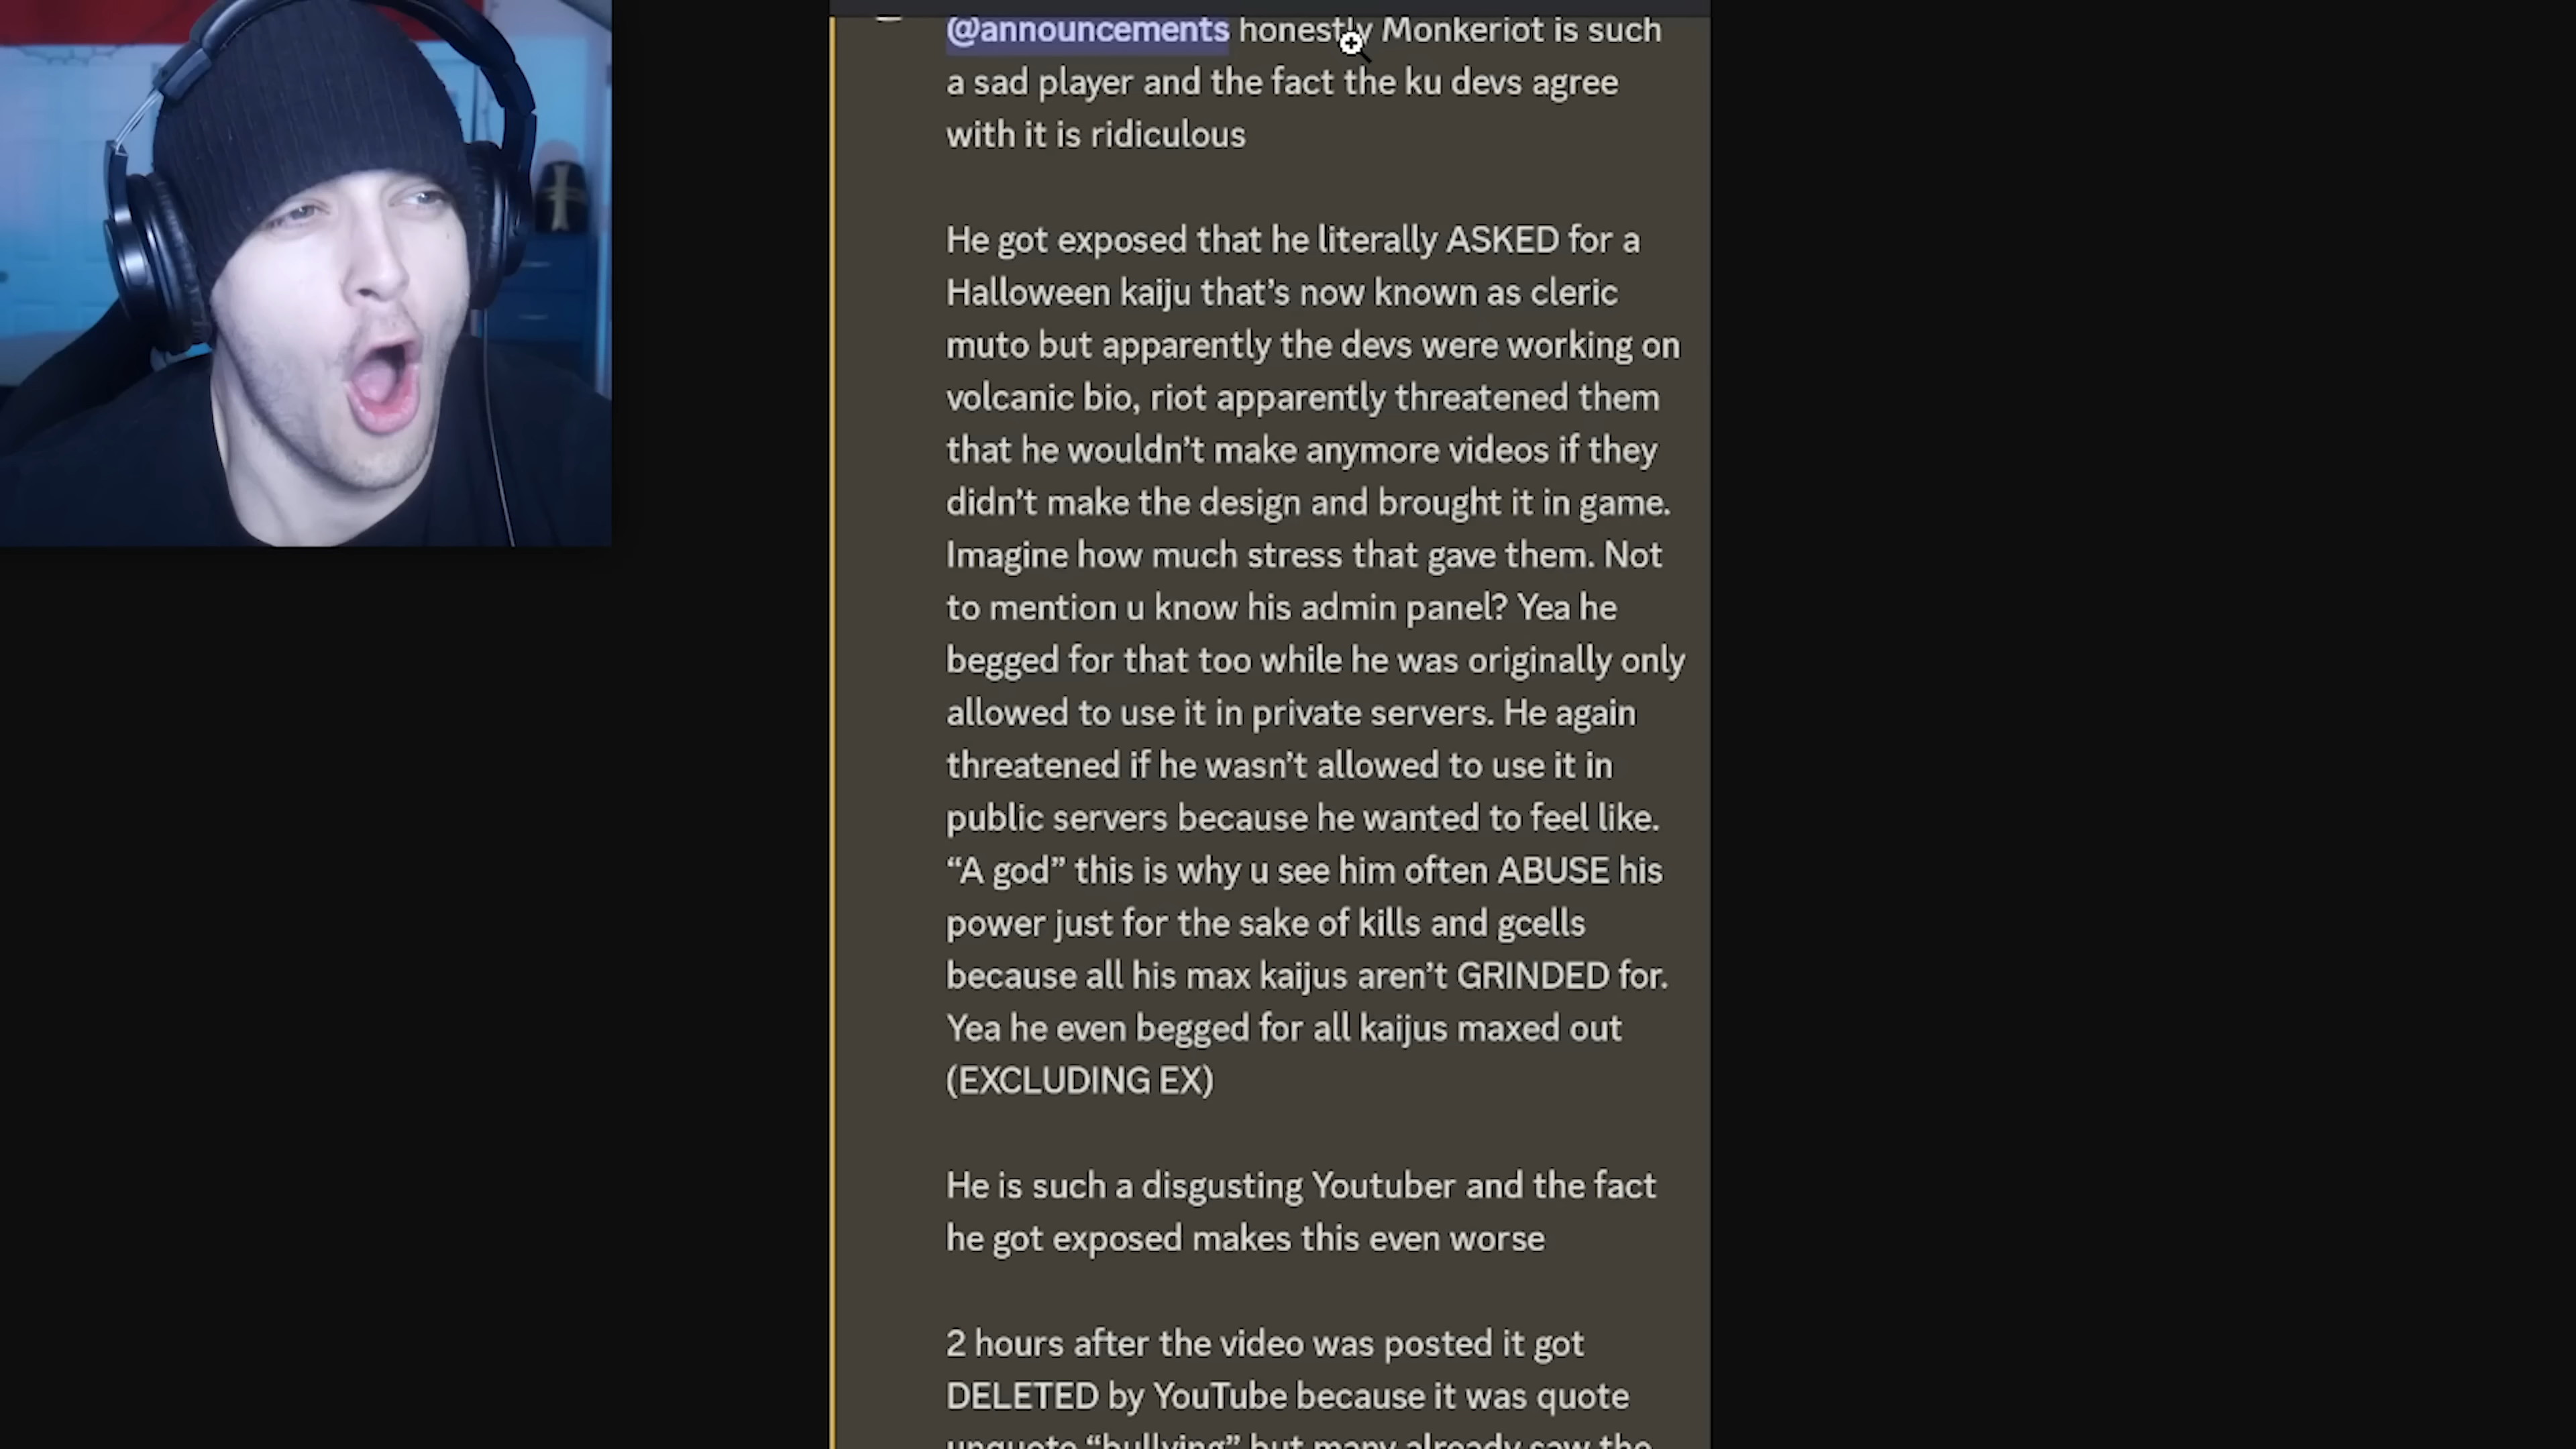 @announcements honestly Monkeriot is such
a sad player and the fact the ku devs agree
with it is ridiculous
He got exposed that he literally ASKED for a
Halloween kaiju that’s now known as cleric
muto but apparently the devs were working on
volcanic bio, riot apparently threatened them
that he wouldn’t make anymore videos if they
didn’t make the design and brought it in game.
Imagine how much stress that gave them. Not
to mention u know his admin panel? Yea he
begged for that too while he was originally only
allowed to use it in private servers. He again
threatened if he wasn’t allowed to use it in
public servers because he wanted to feel like.
“A god” this is why u see him often ABUSE his
power just for the sake of kills and gcells
because all his max kaijus aren’t GRINDED for.
Yea he even begged for all kaijus maxed out
(EXCLUDING EX)
He is such a disgusting Youtuber and the fact
he got exposed makes this even worse
2 hours after the video was posted it got
DELETED by YouTube because it was quote
unquote “bullying” but many already saw the